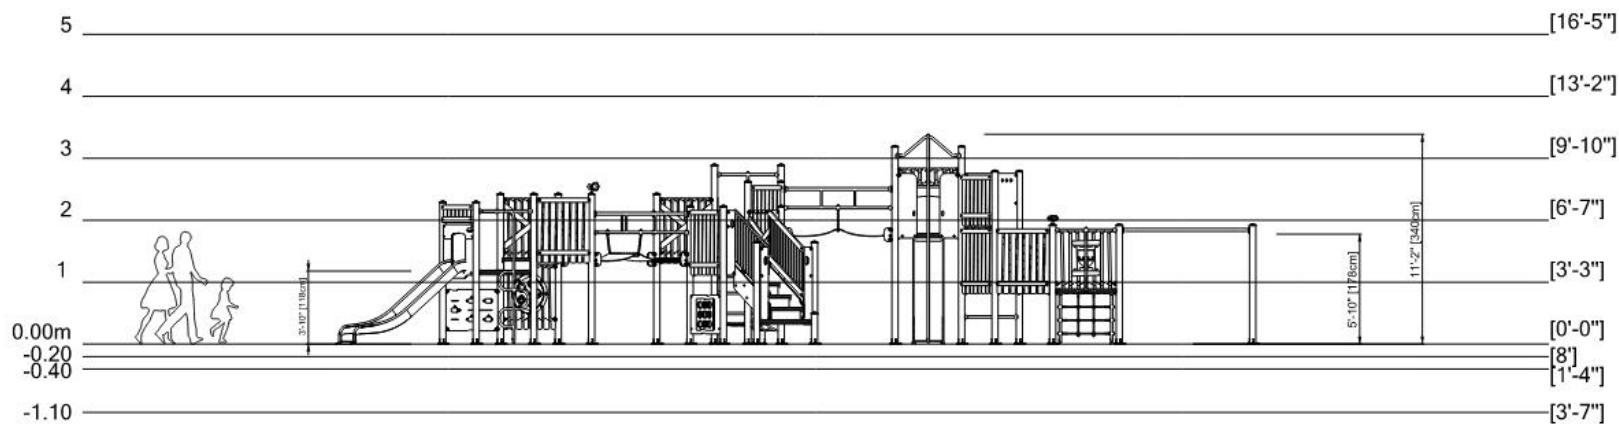 5 [16'-5"]
4 [13'-2"]
3 [9'-10"]
2 [6'-7"]
1 [3'-3"]
0.00m [0'-0"]
-0.20 [8']
-0.40 [1'-4"]
-1.10 [3'-7"]
3'-10" [118cm]
5'-10" [178cm]
11'-2" [340cm]